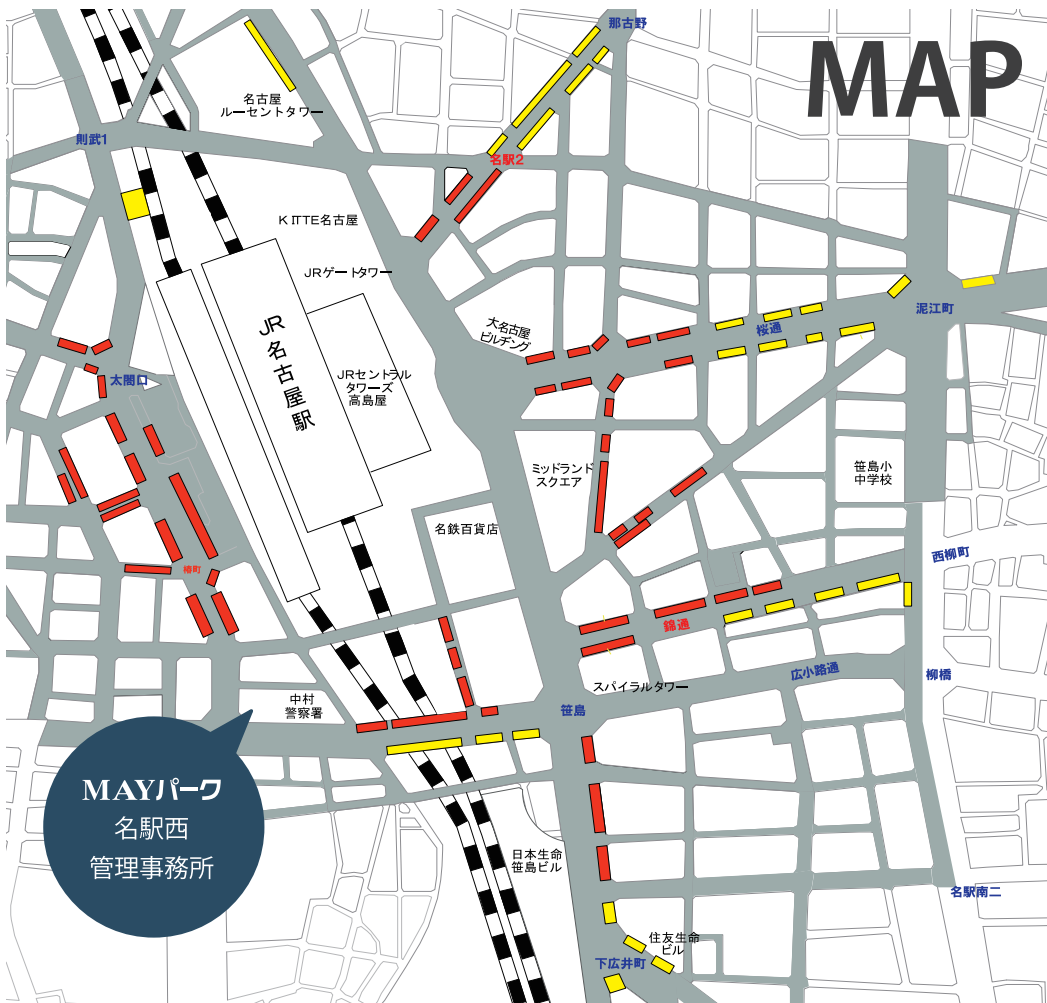 MAP
那古野
名古屋
ルーセントタワー
則武1
名駅2
KITTE名古屋
JRゲートタワー
泥江町
大名古屋
ビルヂング
桜通
JR名古屋駅
太閤口
JRセントラル
タワーズ
高島屋
ミッドランド
スクエア
笹島小
中学校
名鉄百貨店
西柳町
椿町
錦通
広小路通
柳橋
スパイラルタワー
中村
警察署
笹島
MAYパーク
名駅西
管理事務所
日本生命
笹島ビル
名駅南二
住友生命
ビル
下広井町